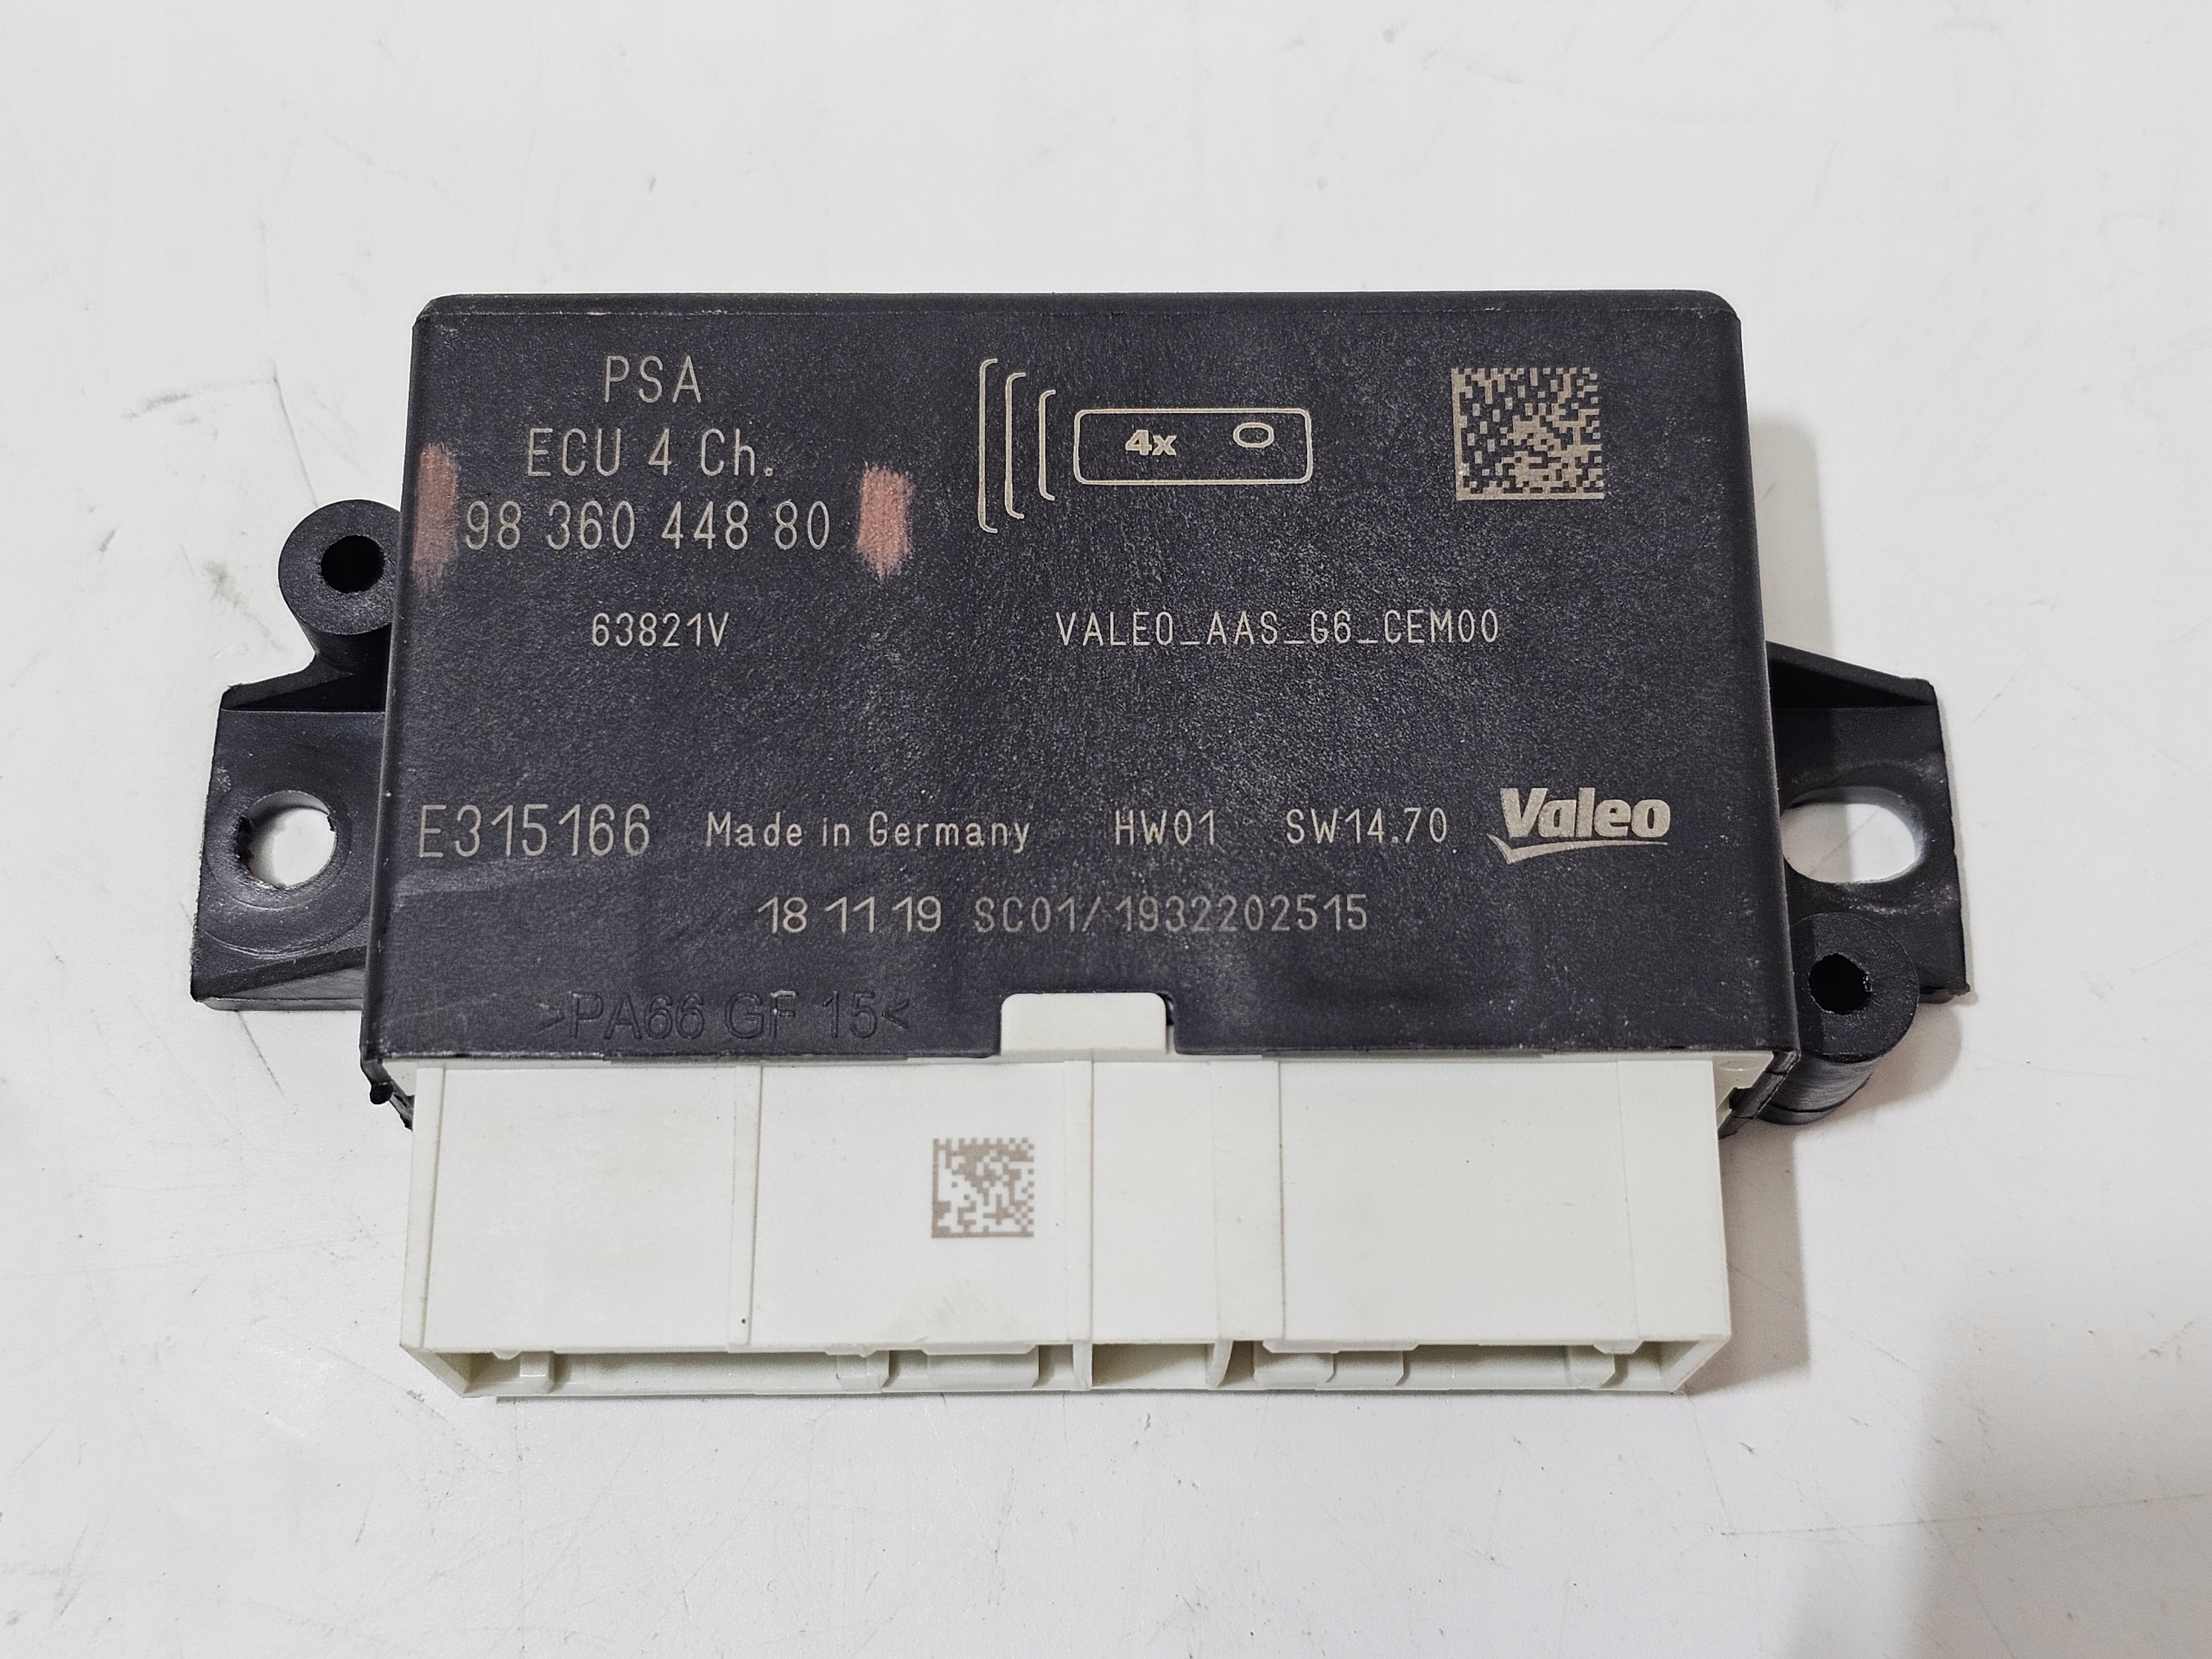 PSA
ECU 4 Ch.
98 360 448 80
4x
63821V
VALEO_AAS_G6_CEM00
E315166 Made in Germany HW01 SW14.70 Valeo
18 11 19 SC01/1932202515
>PA66 GF 15<